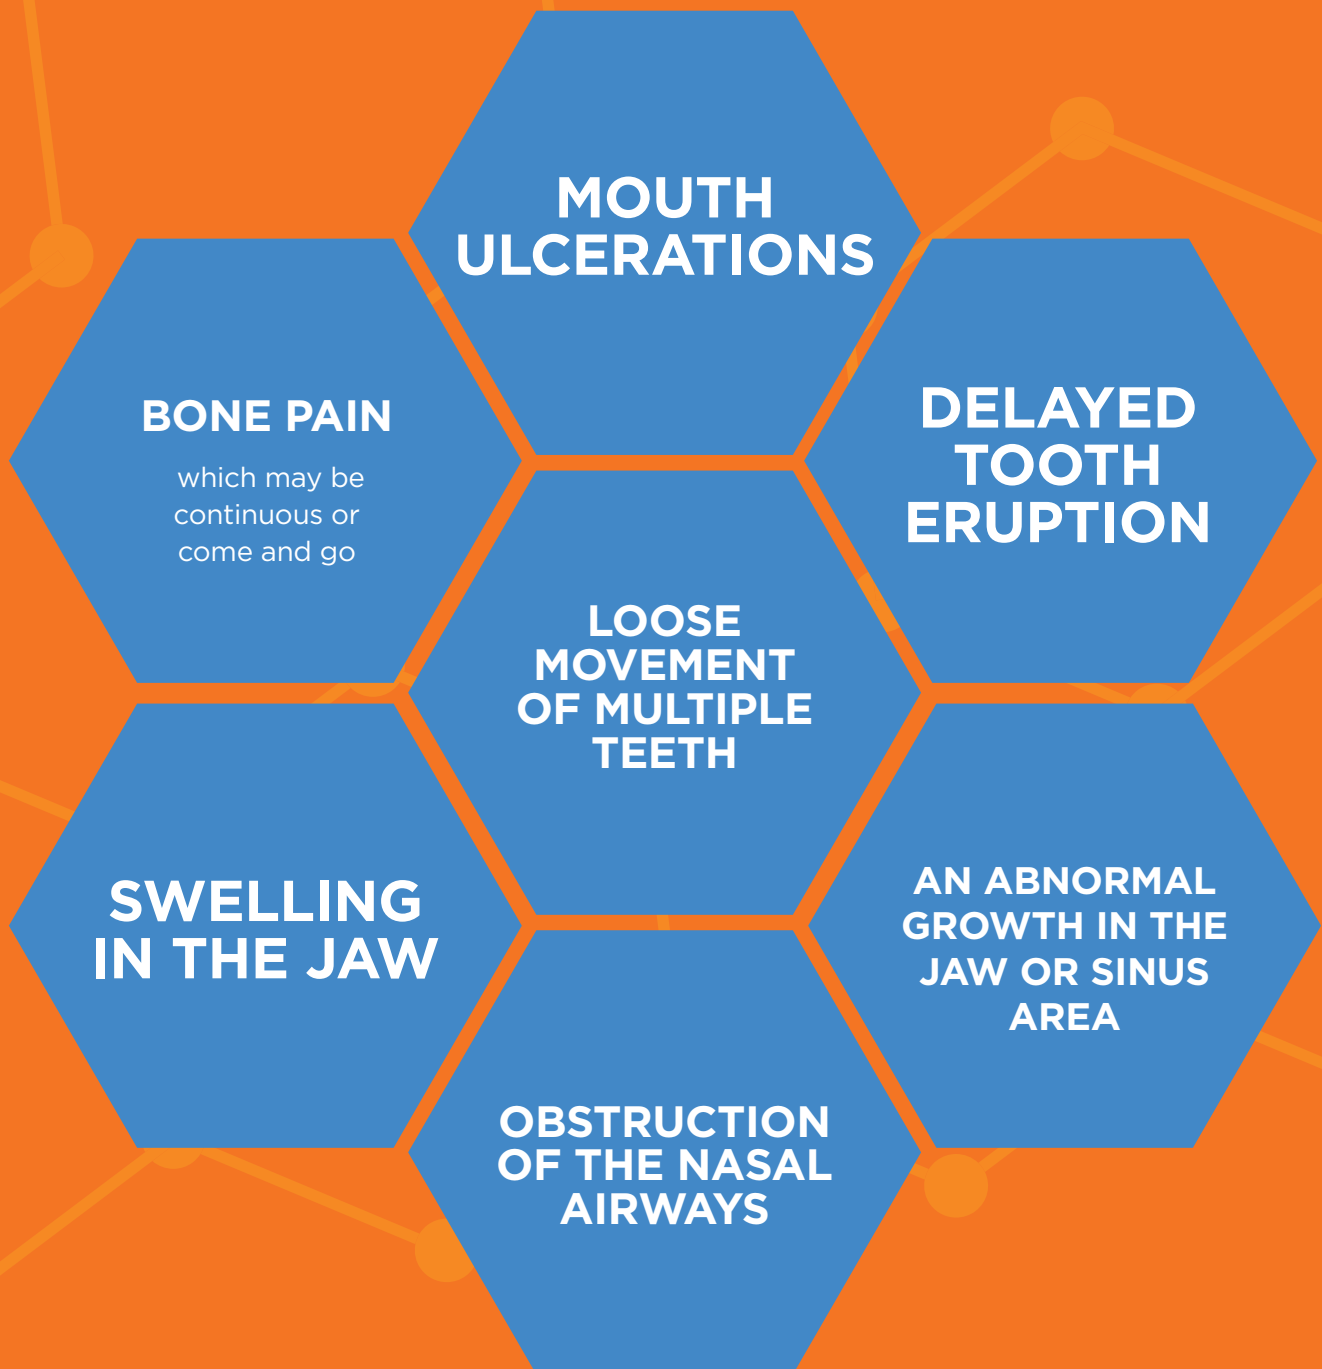 MOUTH
ULCERATIONS
BONE PAIN
which may be
continuous or
come and go
DELAYED
TOOTH
ERUPTION
LOOSE
MOVEMENT
OF MULTIPLE
TEETH
SWELLING
IN THE JAW
AN ABNORMAL
GROWTH IN THE
JAW OR SINUS
AREA
OBSTRUCTION
OF THE NASAL
AIRWAYS